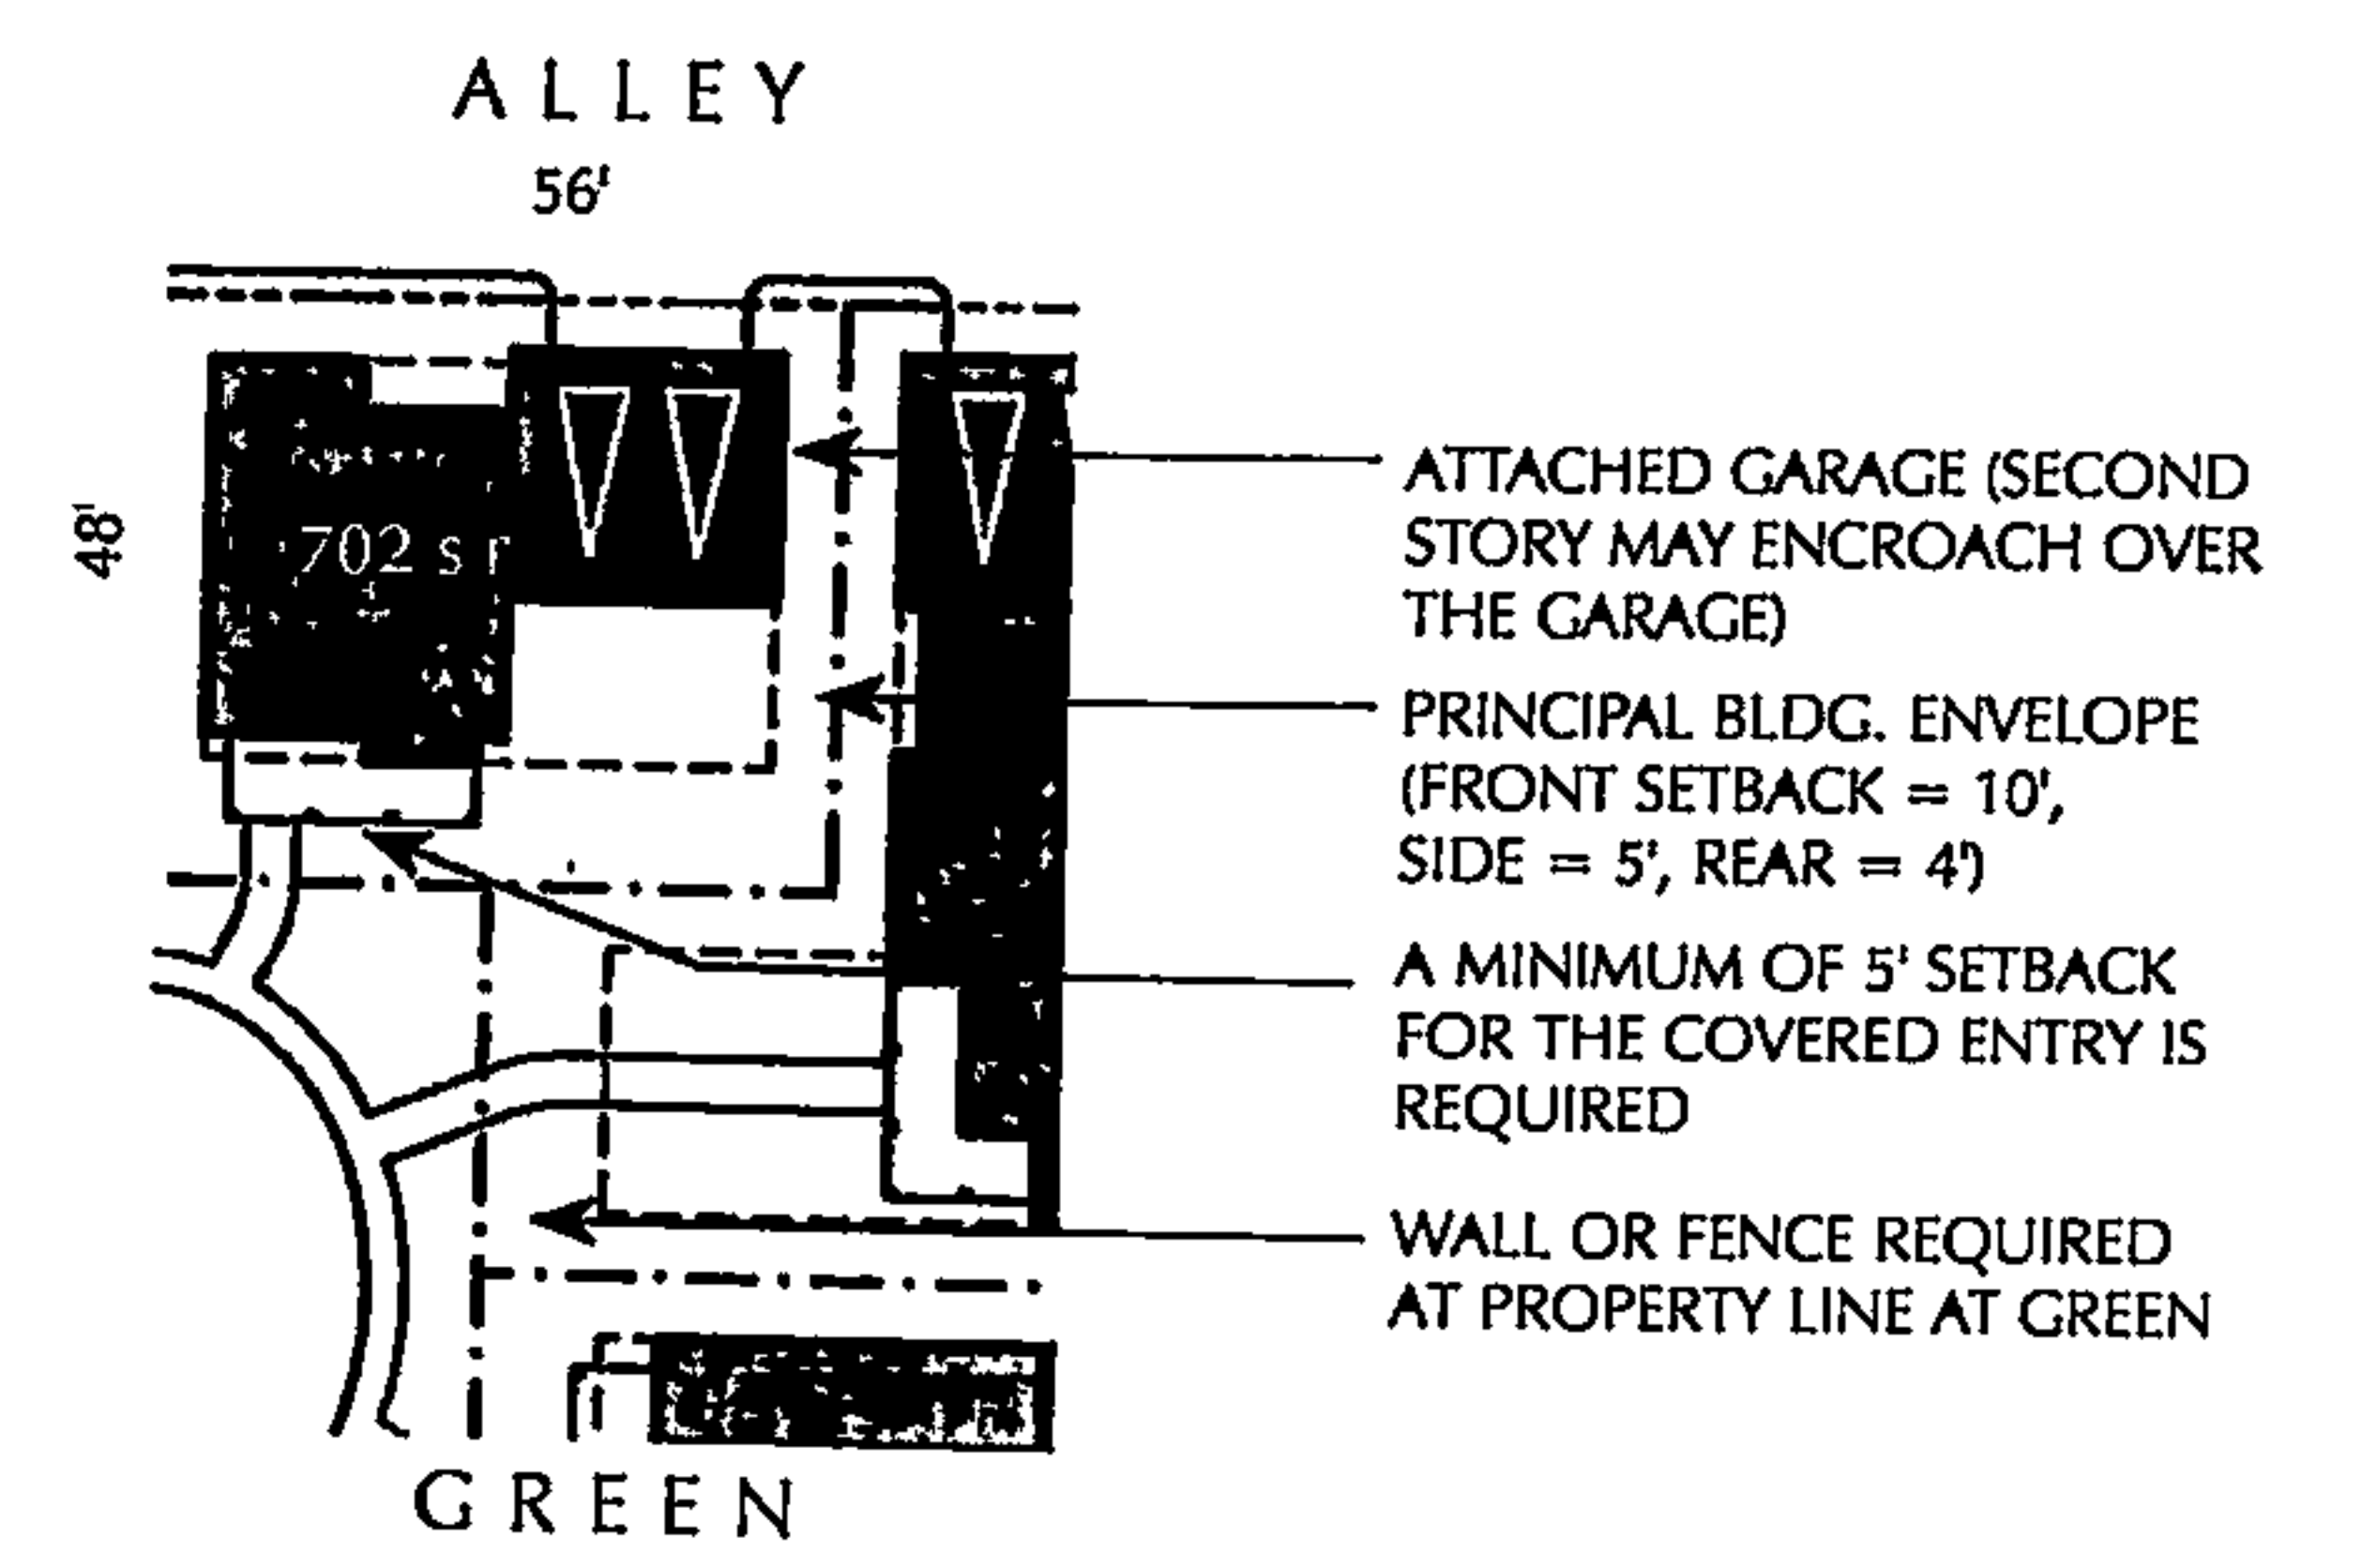 ALLEY
56'
48'
702 sf
ATTACHED GARAGE (SECOND
STORY MAY ENCROACH OVER
THE GARAGE)
PRINCIPAL BLDG. ENVELOPE
(FRONT SETBACK = 10',
SIDE = 5', REAR = 4')
A MINIMUM OF 5' SETBACK
FOR THE COVERED ENTRY IS
REQUIRED
WALL OR FENCE REQUIRED
AT PROPERTY LINE AT GREEN
GREEN